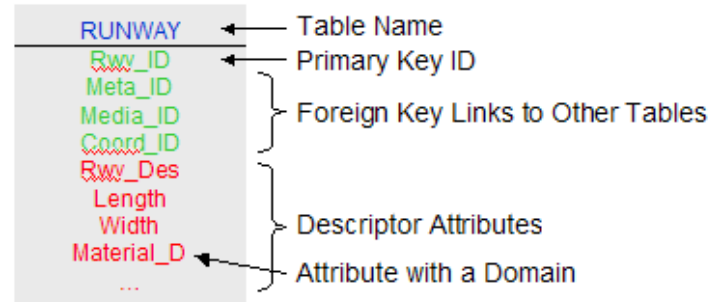 RUNWAY Table Name
Rwy_ID Primary Key ID
Meta_ID
Media_ID Foreign Key Links to Other Tables
Coord_ID
Rwy_Des
Length
Width Descriptor Attributes
Material_D
Attribute with a Domain
...